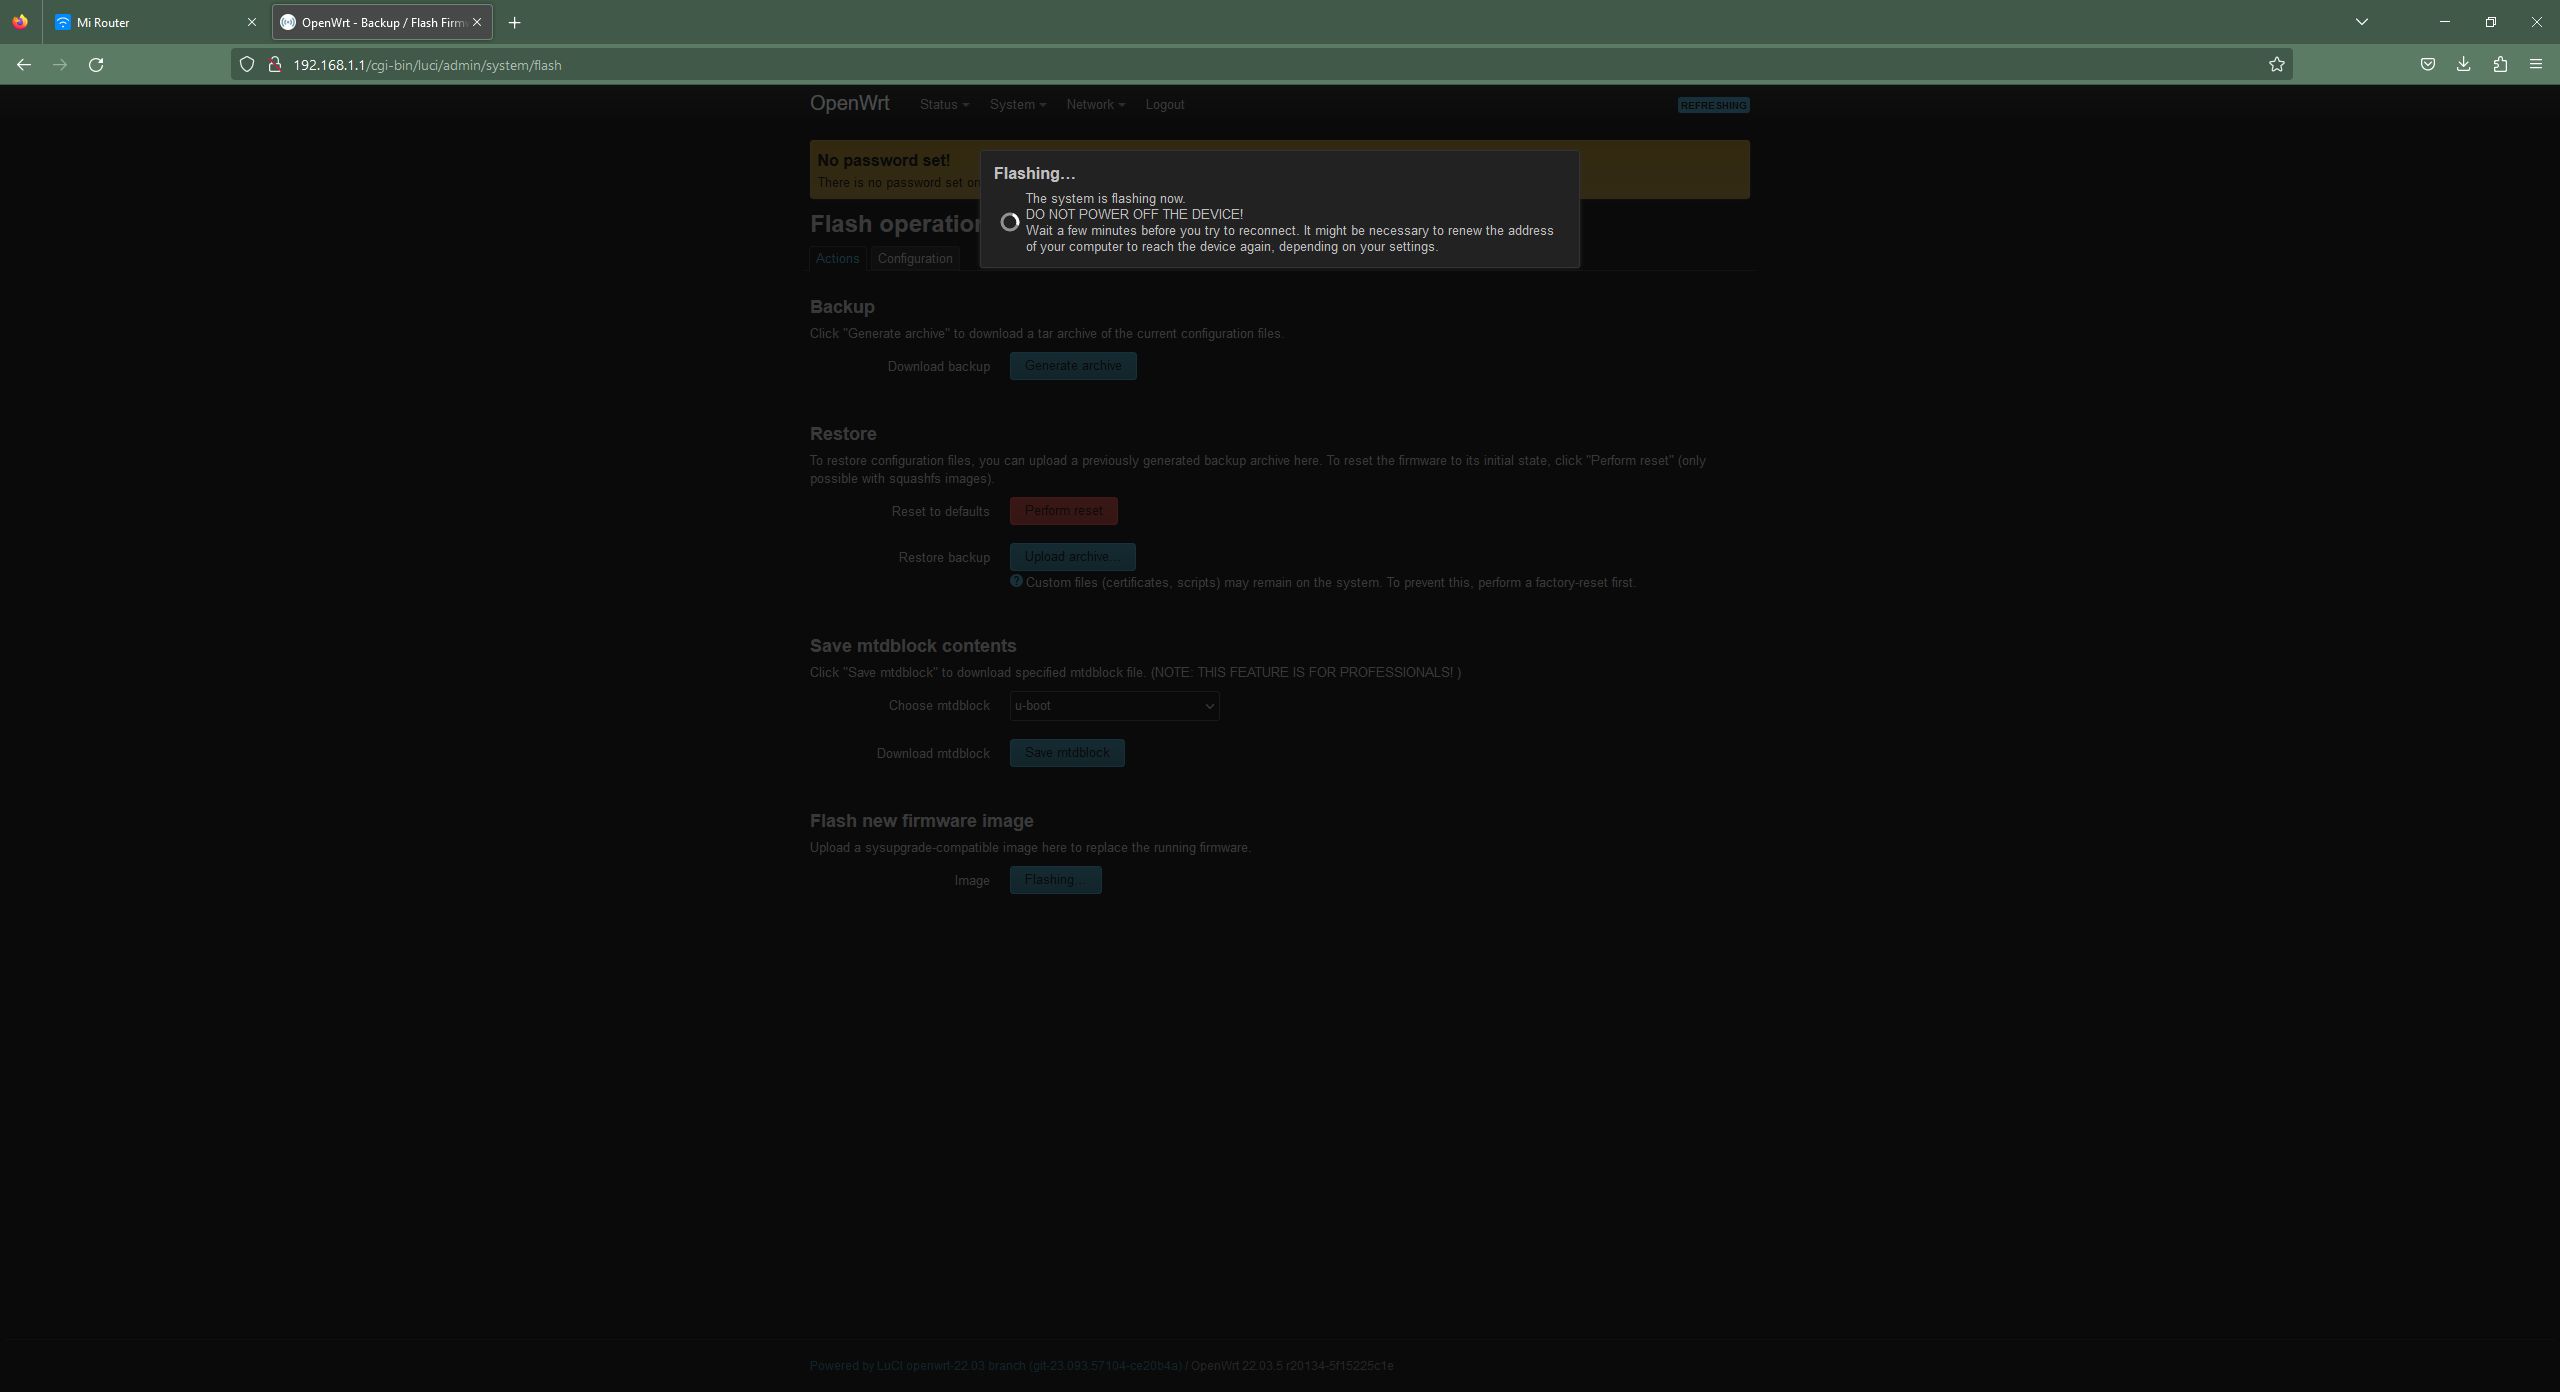 Mi Router
OpenWrt - Backup / Flash Firmw
192.168.1.1/cgi-bin/luci/admin/system/flash
OpenWrt Status System Network Logout REFRESHING
No password set!
There is no password set on
Flashing…
The system is flashing now.
DO NOT POWER OFF THE DEVICE!
Wait a few minutes before you try to reconnect. It might be necessary to renew the address
of your computer to reach the device again, depending on your settings.
Flash operation
Actions Configuration
Backup
Click "Generate archive" to download a tar archive of the current configuration files.
Download backup Generate archive
Restore
To restore configuration files, you can upload a previously generated backup archive here. To reset the firmware to its initial state, click "Perform reset" (only
possible with squashfs images).
Reset to defaults Perform reset
Restore backup Upload archive...
Custom files (certificates, scripts) may remain on the system. To prevent this, perform a factory-reset first.
Save mtdblock contents
Click "Save mtdblock" to download specified mtdblock file. (NOTE: THIS FEATURE IS FOR PROFESSIONALS! )
Choose mtdblock u-boot
Download mtdblock Save mtdblock
Flash new firmware image
Upload a sysupgrade-compatible image here to replace the running firmware.
Image Flashing...
Powered by LuCI openwrt-22.03 branch (git-23.093.57104-ce20b4a) / OpenWrt 22.03.5 r20134-5f15225c1e